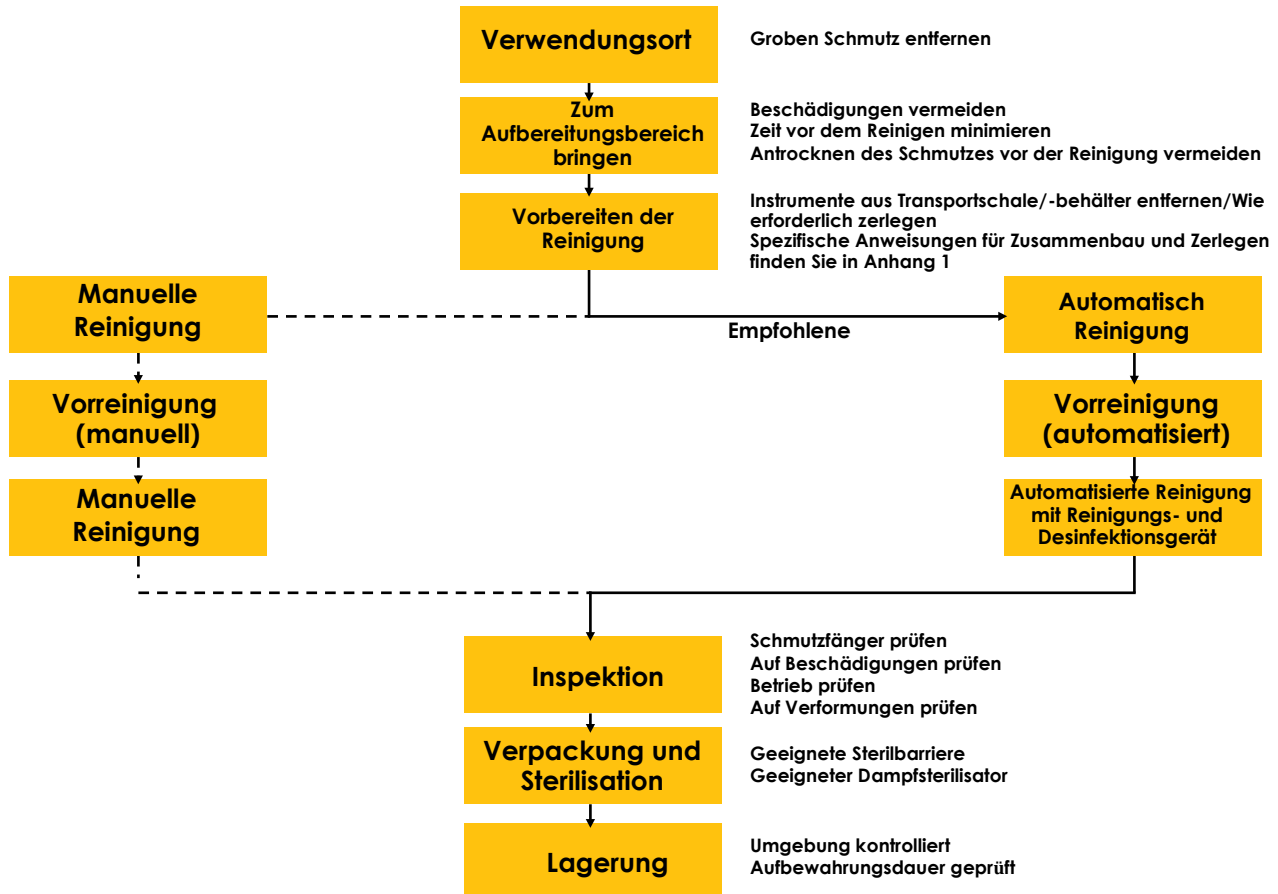 Verwendungsort
Groben Schmutz entfernen
Zum
Aufbereitungsbereich
bringen
Beschädigungen vermeiden
Zeit vor dem Reinigen minimieren
Antrocknen des Schmutzes vor der Reinigung vermeiden
Vorbereiten der
Reinigung
Instrumente aus Transportschale/-behälter entfernen/Wie
erforderlich zerlegen
Spezifische Anweisungen für Zusammenbau und Zerlegen
finden Sie in Anhang 1
Manuelle
Reinigung
Empfohlene
Automatisch
Reinigung
Vorreinigung
(manuell)
Vorreinigung
(automatisiert)
Manuelle
Reinigung
Automatisierte Reinigung
mit Reinigungs- und
Desinfektionsgerät
Inspektion
Schmutzfänger prüfen
Auf Beschädigungen prüfen
Betrieb prüfen
Auf Verformungen prüfen
Verpackung und
Sterilisation
Geeignete Sterilbarriere
Geeigneter Dampfsterilisator
Lagerung
Umgebung kontrolliert
Aufbewahrungsdauer geprüft